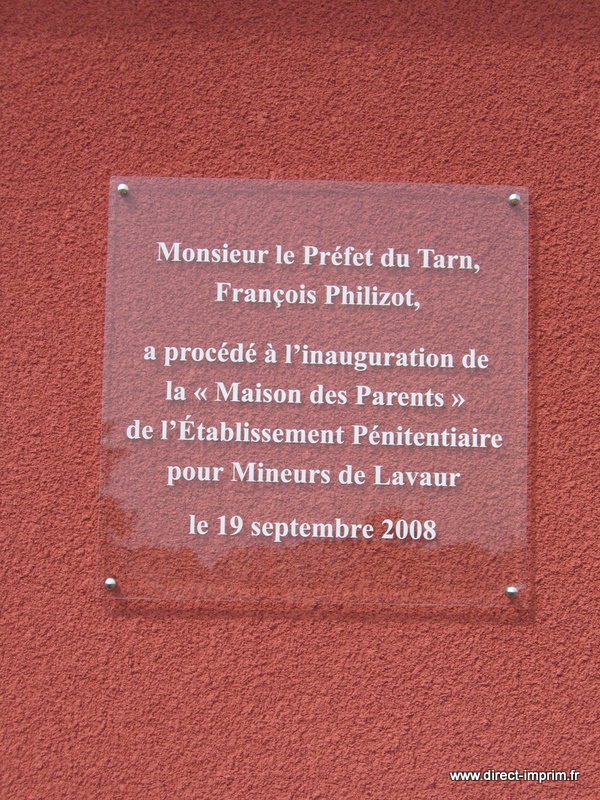 Monsieur le Préfet du Tarn,
François Philizot,
a procédé à l'inauguration de
la « Maison des Parents »
de l'Établissement Pénitentiaire
pour Mineurs de Lavaur
le 19 septembre 2008
www.direct-imprim.fr